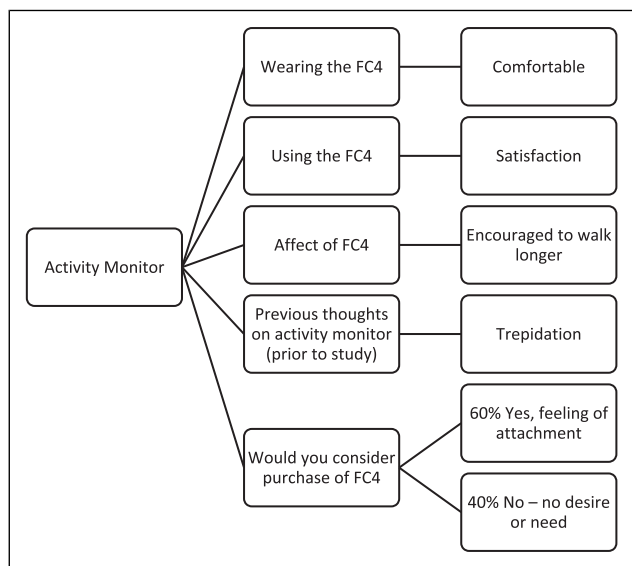 Wearing the FC4
Comfortable
Using the FC4
Satisfaction
Activity Monitor
Affect of FC4
Encouraged to walk
longer
Previous thoughts
on activity monitor
(prior to study)
Trepidation
Would you consider
purchase of FC4
60% Yes, feeling of
attachment
40% No – no desire
or need